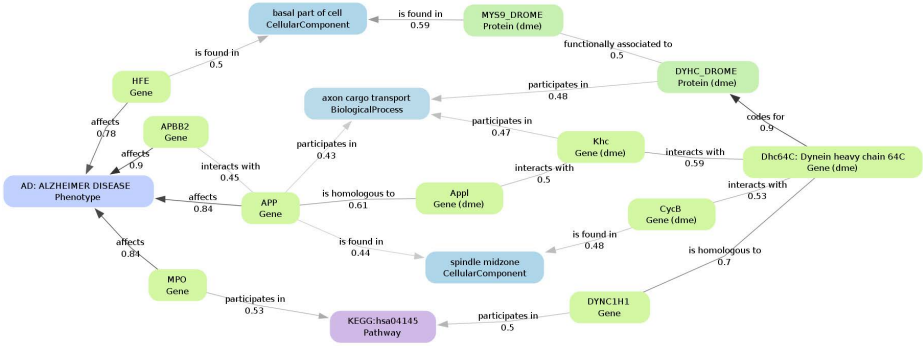 basal part of cell
CellularComponent
is found in
0.59
MYS9_DROME
Protein (dme)
functionally associated to
0.5
is found in
0.5
DYHC_DROME
Protein (dme)
HFE
Gene
participates in
0.48
axon cargo transport
BiologicalProcess
affects
0.78
codes for
0.9
APBB2
Gene
participates in
0.47
participates in
0.43
Khc
Gene (dme)
affects
0.9
interacts with
0.59
Dhc64C: Dynein heavy chain 64C
Gene (dme)
interacts with
0.45
interacts with
0.5
AD: ALZHEIMER DISEASE
Phenotype
affects
0.84
APP
Gene
is homologous to
0.61
Appl
Gene (dme)
interacts with
0.53
CycB
Gene (dme)
is found in
0.48
affects
0.84
is found in
0.44
is homologous to
0.7
spindle midzone
CellularComponent
MPO
Gene
participates in
0.53
DYNC1H1
Gene
KEGG:hsa04145
Pathway
participates in
0.5